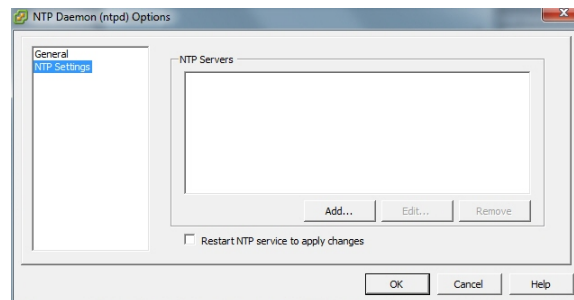 NTP Daemon (ntpd) Options
General
NTP Settings
NTP Servers
Add... Edit... Remove
Restart NTP service to apply changes
OK Cancel Help